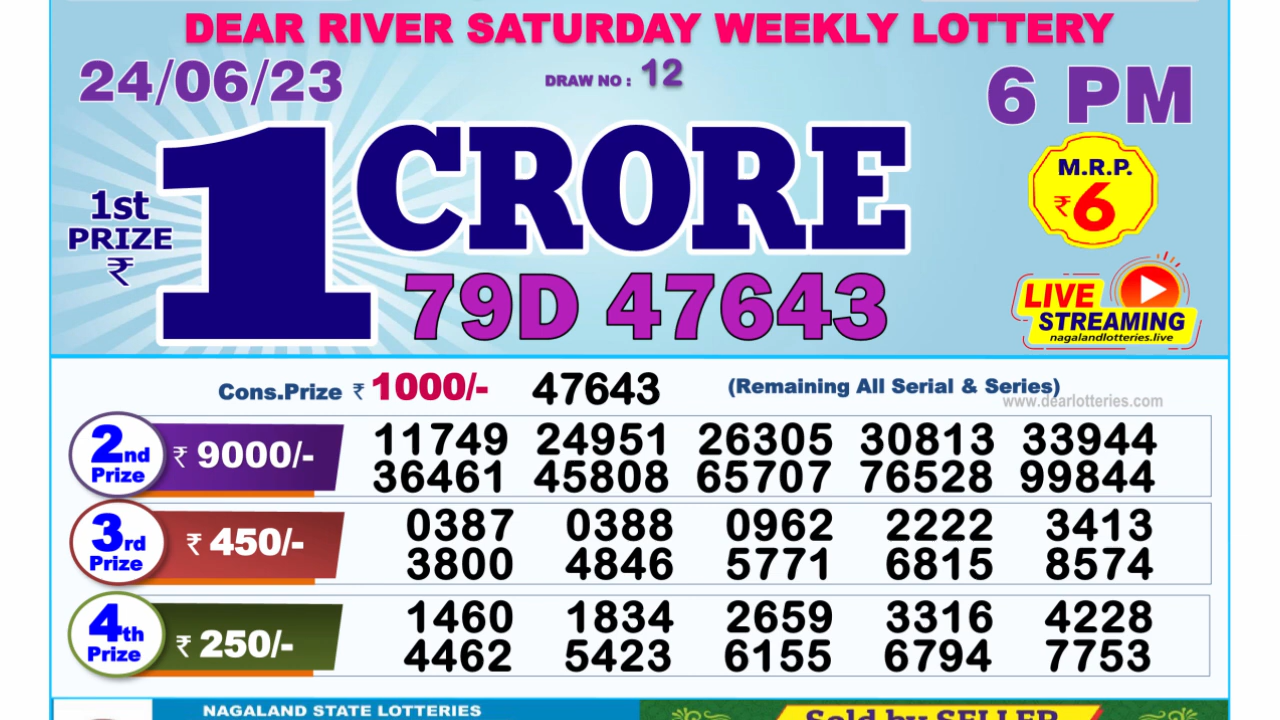 DEAR RIVER SATURDAY WEEKLY LOTTERY
24/06/23
DRAW NO : 12
6 PM
1st
PRIZE
₹
1 CRORE
M.R.P.
₹6
79D 47643
LIVE
STREAMING
nagalandlotteries.live
Cons.Prize ₹ 1000/- 47643 (Remaining All Serial & Series)
www.dearlotteries.com
2nd
Prize
₹ 9000/-
11749 24951 26305 30813 33944
36461 45808 65707 76528 99844
3rd
Prize
₹ 450/-
0387 0388 0962 2222 3413
3800 4846 5771 6815 8574
4th
Prize
₹ 250/-
1460 1834 2659 3316 4228
4462 5423 6155 6794 7753
NAGALAND STATE LOTTERIES
Sold by SELLER